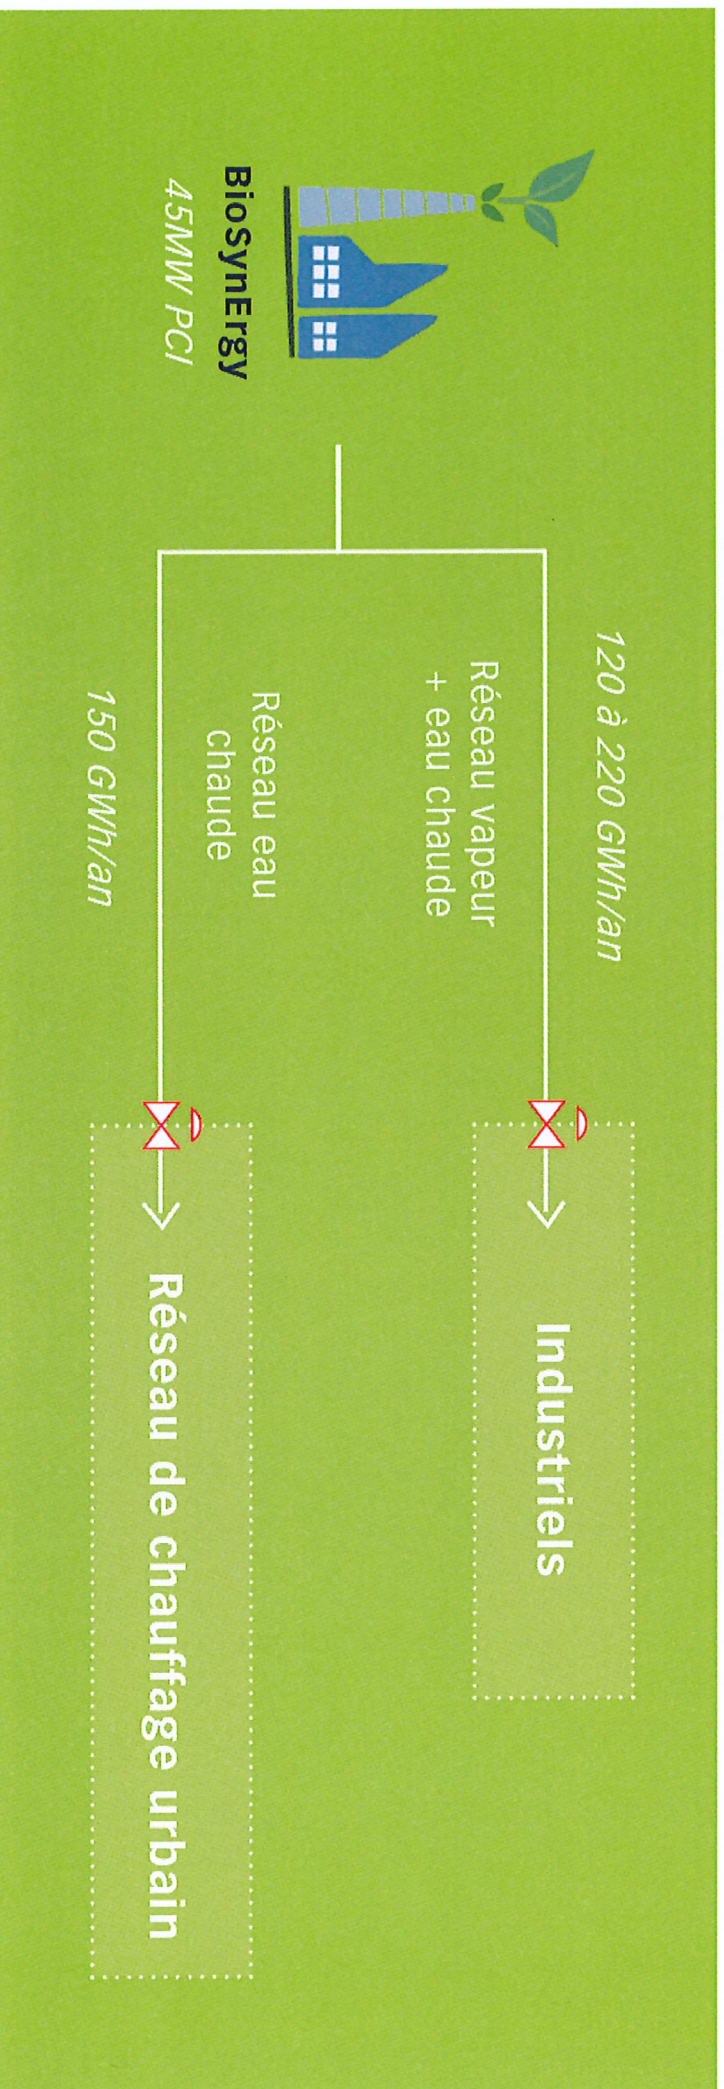 BioSynErgy
45MW PCI
120 à 220 GWh/an
Réseau vapeur
+ eau chaude
Industriels
Réseau eau
chaude
150 GWh/an
Réseau de chauffage urbain